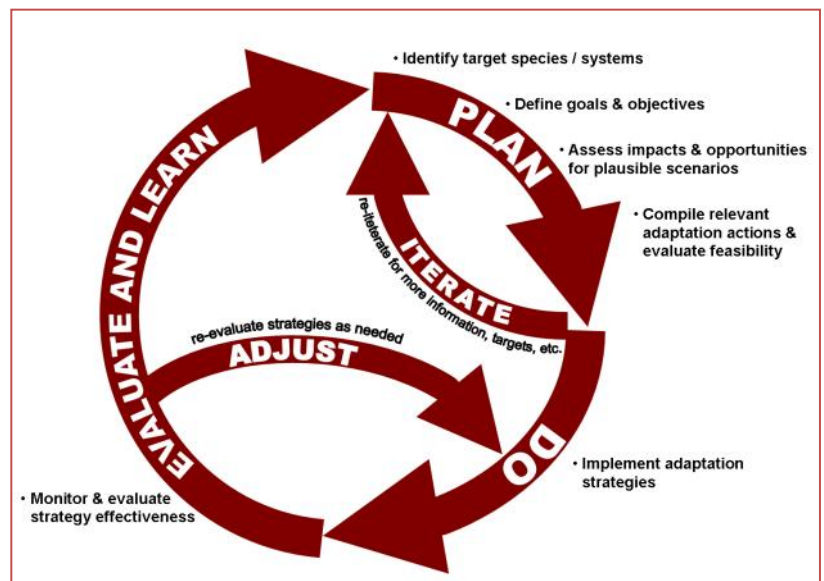 • Identify target species / systems
• Define goals & objectives
• Assess impacts & opportunities
for plausible scenarios
• Compile relevant
adaptation actions &
evaluate feasibility
PLAN
ITERATE
re-iteterate for more information, targets, etc.
DO
• Implement adaptation
strategies
re-evaluate strategies as needed
ADJUST
EVALUATE AND LEARN
• Monitor & evaluate
strategy effectiveness